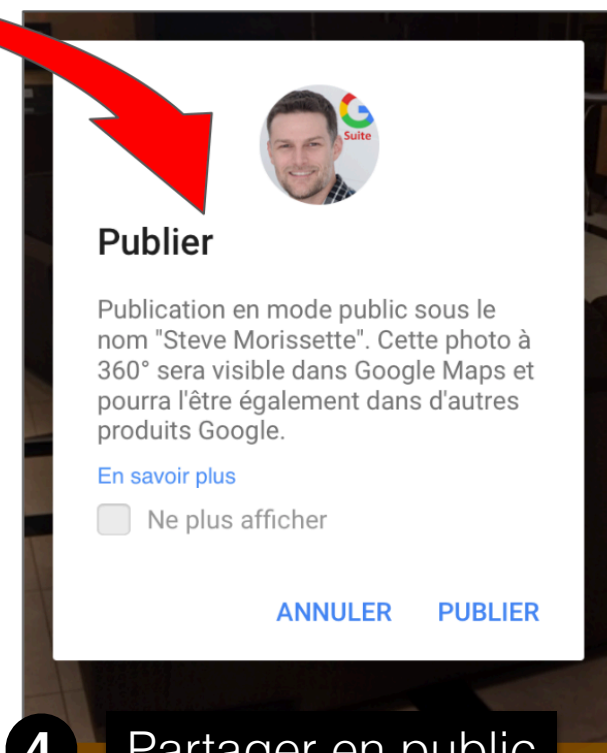 G
Suite
Publier
Publication en mode public sous le
nom "Steve Morissette". Cette photo à
360° sera visible dans Google Maps et
pourra l'être également dans d'autres
produits Google.
En savoir plus
Ne plus afficher
ANNULER PUBLIER
4 Partager en public